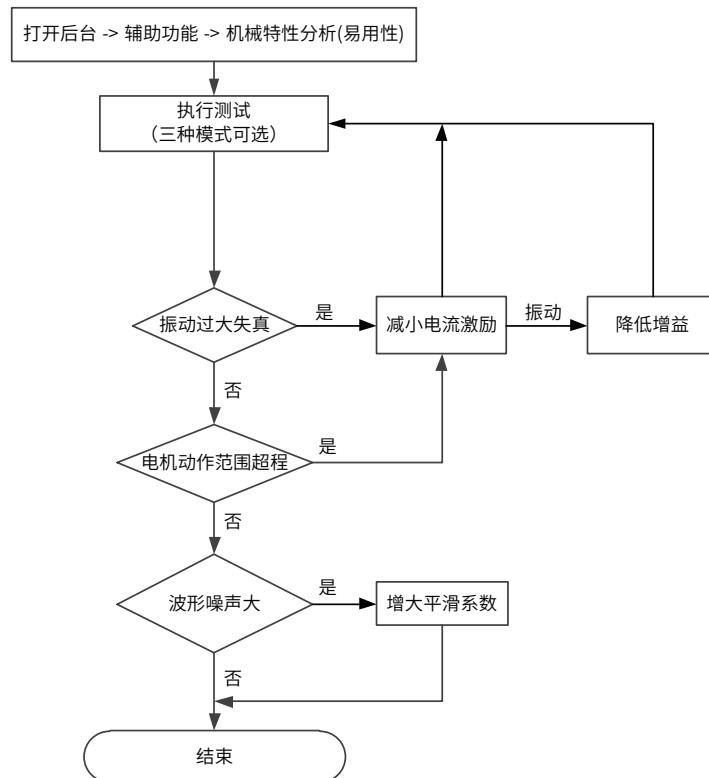 打开后台 -> 辅助功能 -> 机械特性分析(易用性)
执行测试
（三种模式可选）
振动过大失真
是
减小电流激励
振动
降低增益
否
电机动作范围超程
是
否
波形噪声大
是
增大平滑系数
否
结束